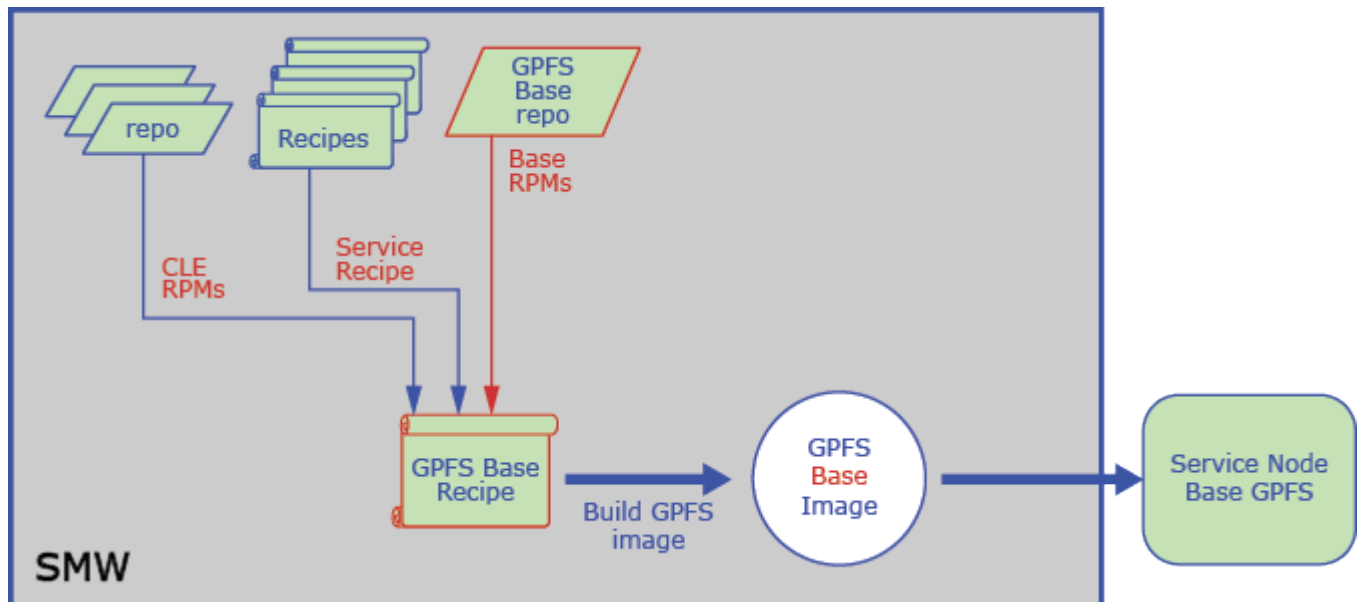 GPFS
Base
repo
repo
Recipes
Base
RPMs
Service
Recipe
CLE
RPMs
GPFS Base
Recipe
Build GPFS
image
GPFS
Base
Image
Service Node
Base GPFS
SMW